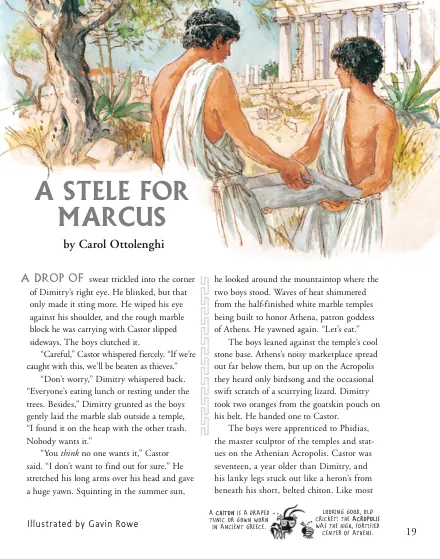 A STELE FOR
MARCUS
by Carol Ottolenghi
A DROP OF sweat trickled into the corner
of Dimitry's right eye. He blinked, but that
only made it sting more. He wiped his eye
against his shoulder, and the rough marble
block he was carrying with Castor slipped
sideways. The boys clutched it.
"Careful," Castor whispered fiercely. "If we're
caught with this, we'll be beaten as thieves."
"Don't worry," Dimitry whispered back.
"Everyone's eating lunch or resting under the
trees. Besides," Dimitry grunted as the boys
gently laid the marble slab outside a temple,
"I found it on the heap with the other trash.
Nobody wants it."
"You think no one wants it," Castor
said. "I don't want to find out for sure." He
stretched his long arms over his head and gave
a huge yawn. Squinting in the summer sun,
he looked around the mountaintop where the
two boys stood. Waves of heat shimmered
from the half-finished white marble temples
being built to honor Athena, patron goddess
of Athens. He yawned again. "Let's eat."
The boys leaned against the temple's cool
stone base. Athens's noisy marketplace spread
out far below them, but up on the Acropolis
they heard only birdsong and the occasional
swift scratch of a scurrying lizard. Dimitry
took two oranges from the goatskin pouch on
his belt. He handed one to Castor.
The boys were apprenticed to Phidias,
the master sculptor of the temples and stat-
ues on the Athenian Acropolis. Castor was
seventeen, a year older than Dimitry, and
his lanky legs stuck out like a heron's from
beneath his short, belted chiton. Like most
Illustrated by Gavin Rowe
A CHITON IS A DRAPED
TUNIC OR GOWN WORN
IN ANCIENT GREECE.
LOOKING GOOD, OLD
CRICKET! THE ACROPOLIS
WAS THE HIGH, FORTIFIED
CENTER OF ATHENS.
19